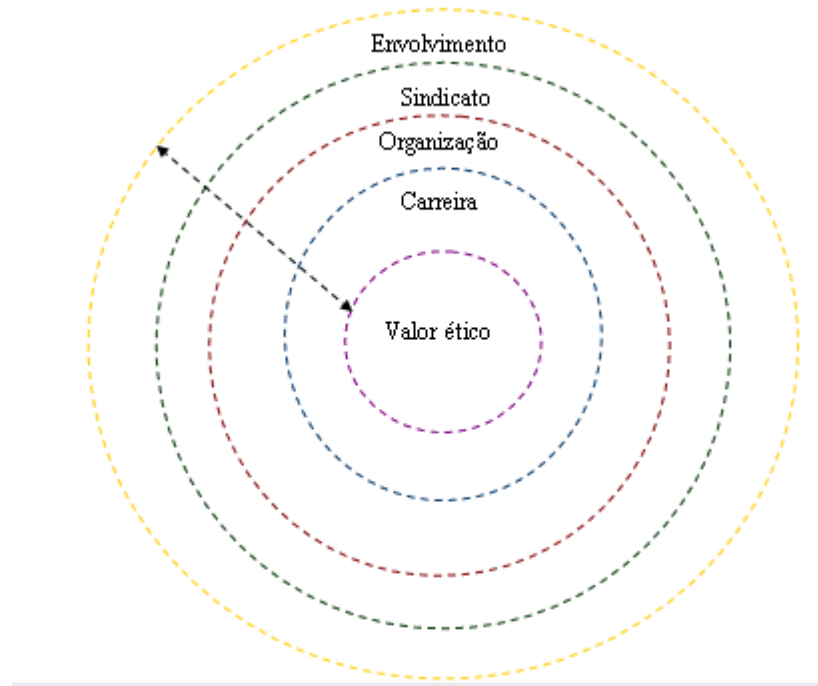 Envolvimento
Sindicato
Organização
Carreira
Valor ético